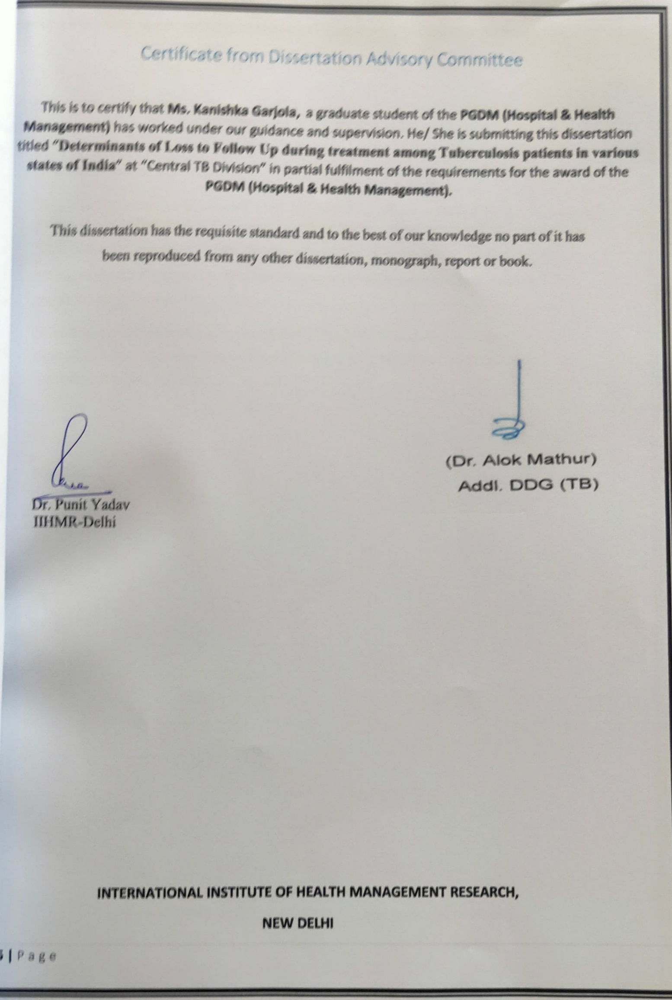 Certificate from Dissertation Advisory Committee
This is to certify that Ms. Kanishka Garjola, a graduate student of the PGDM (Hospital & Health
Management) has worked under our guidance and supervision. He/ She is submitting this dissertation
titled "Determinants of Loss to Follow Up during treatment among Tuberculosis patients in various
states of India" at "Central TB Division" in partial fulfilment of the requirements for the award of the
PGDM (Hospital & Health Management).
This dissertation has the requisite standard and to the best of our knowledge no part of it has
been reproduced from any other dissertation, monograph, report or book.
(Dr. Alok Mathur)
Addl. DDG (TB)
Dr. Punit Yadav
IIHMR-Delhi
INTERNATIONAL INSTITUTE OF HEALTH MANAGEMENT RESEARCH,
NEW DELHI
| Page